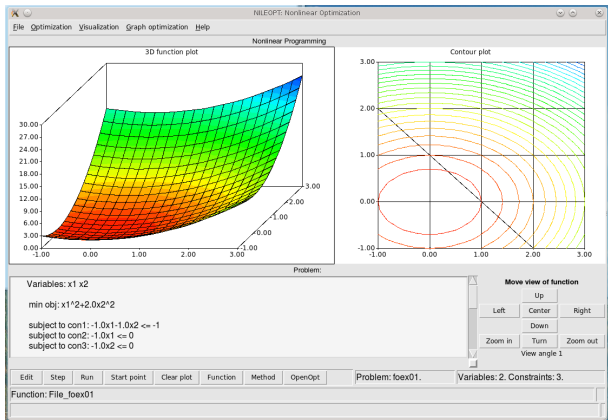 NILEOPT: Nonlinear Optimization
File Optimization Visualization Graph optimization Help
Nonlinear Programming
3D function plot
Contour plot
30.00
27.00
24.00
21.00
18.00
15.00
12.00
9.00
6.00
3.00
0.00
-1.00 0.00 1.00 2.00 3.00
-1.00
0.00
1.00
2.00
3.00
3.00
2.00
1.00
0.00
-1.00
-1.00 0.00 1.00 2.00 3.00
Problem:
Variables: x1 x2
min obj: x1^2+2.0x2^2
subject to con1: -1.0x1-1.0x2 <= -1
subject to con2: -1.0x1 <= 0
subject to con3: -1.0x2 <= 0
Move view of function
Up
Left Center Right
Down
Zoom in Turn Zoom out
View angle 1
Edit Step Run Start point Clear plot Function Method OpenOpt Problem: foex01. Variables: 2. Constraints: 3.
Function: File_foex01